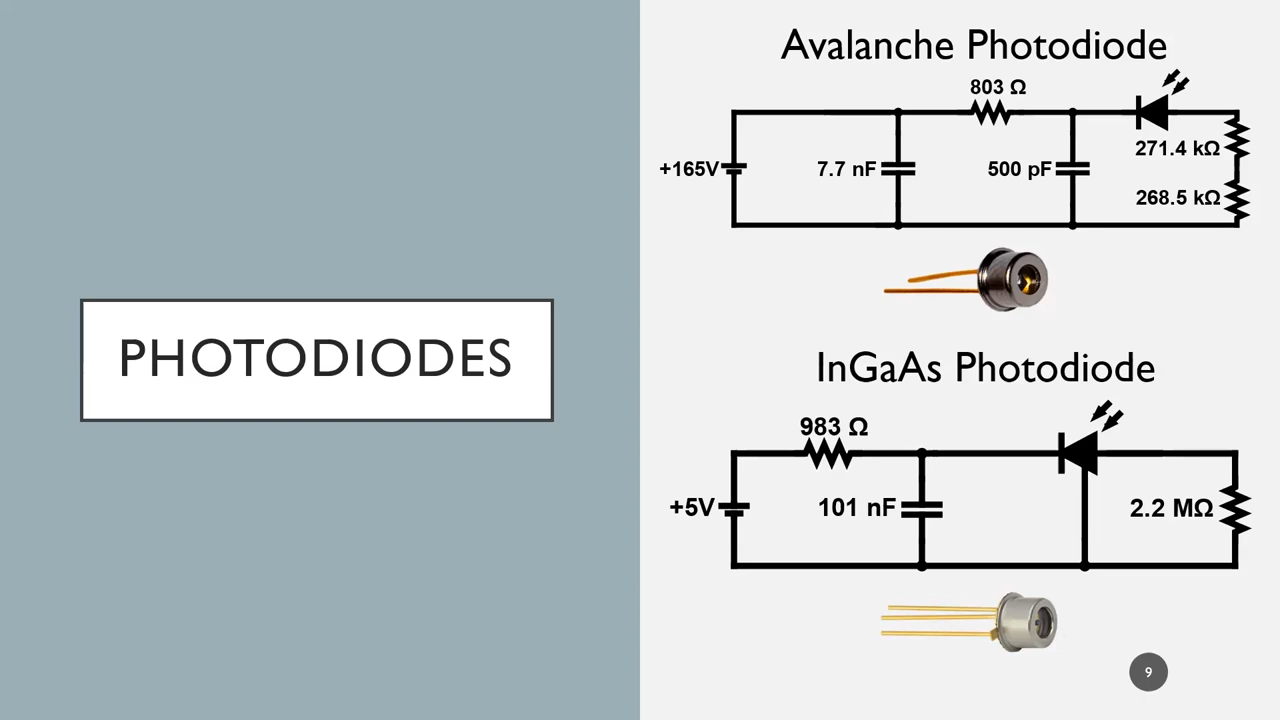 PHOTODIODES
Avalanche Photodiode
803 Ω
+165V
7.7 nF
500 pF
271.4 kΩ
268.5 kΩ
InGaAs Photodiode
983 Ω
+5V
101 nF
2.2 MΩ
9